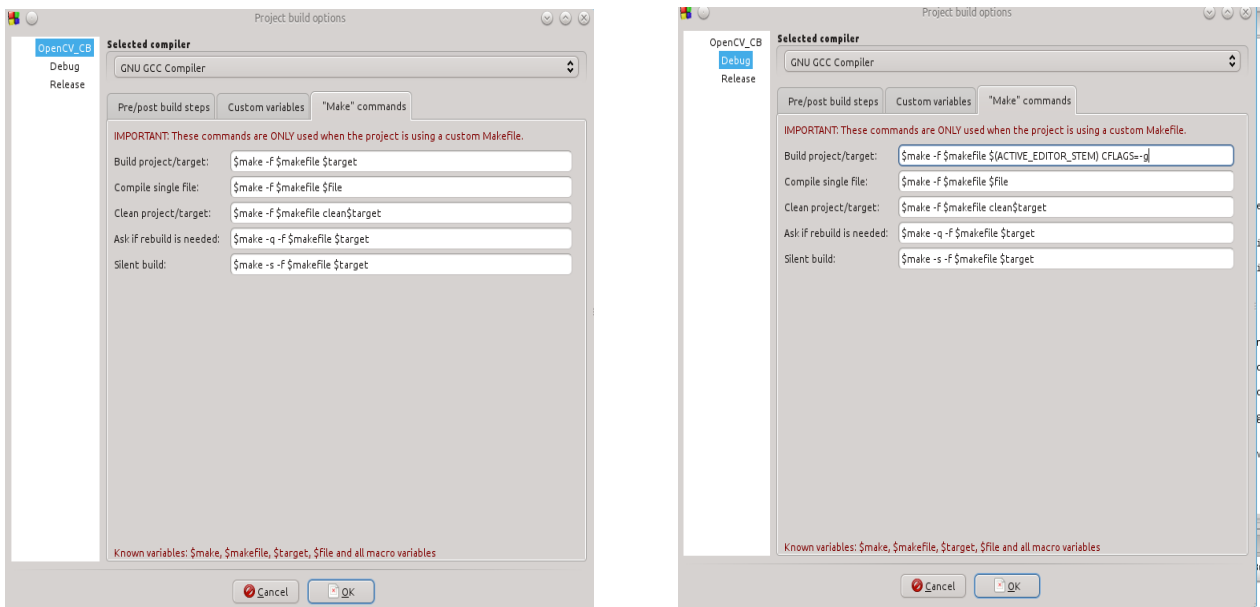 Project build options
OpenCV_CB
Debug
Release
Selected compiler
GNU GCC Compiler
Pre/post build steps
Custom variables
"Make" commands
IMPORTANT: These commands are ONLY used when the project is using a custom Makefile.
Build project/target: $make -f $makefile $target
Compile single file: $make -f $makefile $file
Clean project/target: $make -f $makefile clean$target
Ask if rebuild is needed: $make -q -f $makefile $target
Silent build: $make -s -f $makefile $target
Known variables: $make, $makefile, $target, $file and all macro variables
Cancel
OK
Project build options
OpenCV_CB
Debug
Release
Selected compiler
GNU GCC Compiler
Pre/post build steps
Custom variables
"Make" commands
IMPORTANT: These commands are ONLY used when the project is using a custom Makefile.
Build project/target: $make -f $makefile $(ACTIVE_EDITOR_STEM) CFLAGS=-g
Compile single file: $make -f $makefile $file
Clean project/target: $make -f $makefile clean$target
Ask if rebuild is needed: $make -q -f $makefile $target
Silent build: $make -s -f $makefile $target
Known variables: $make, $makefile, $target, $file and all macro variables
Cancel
OK